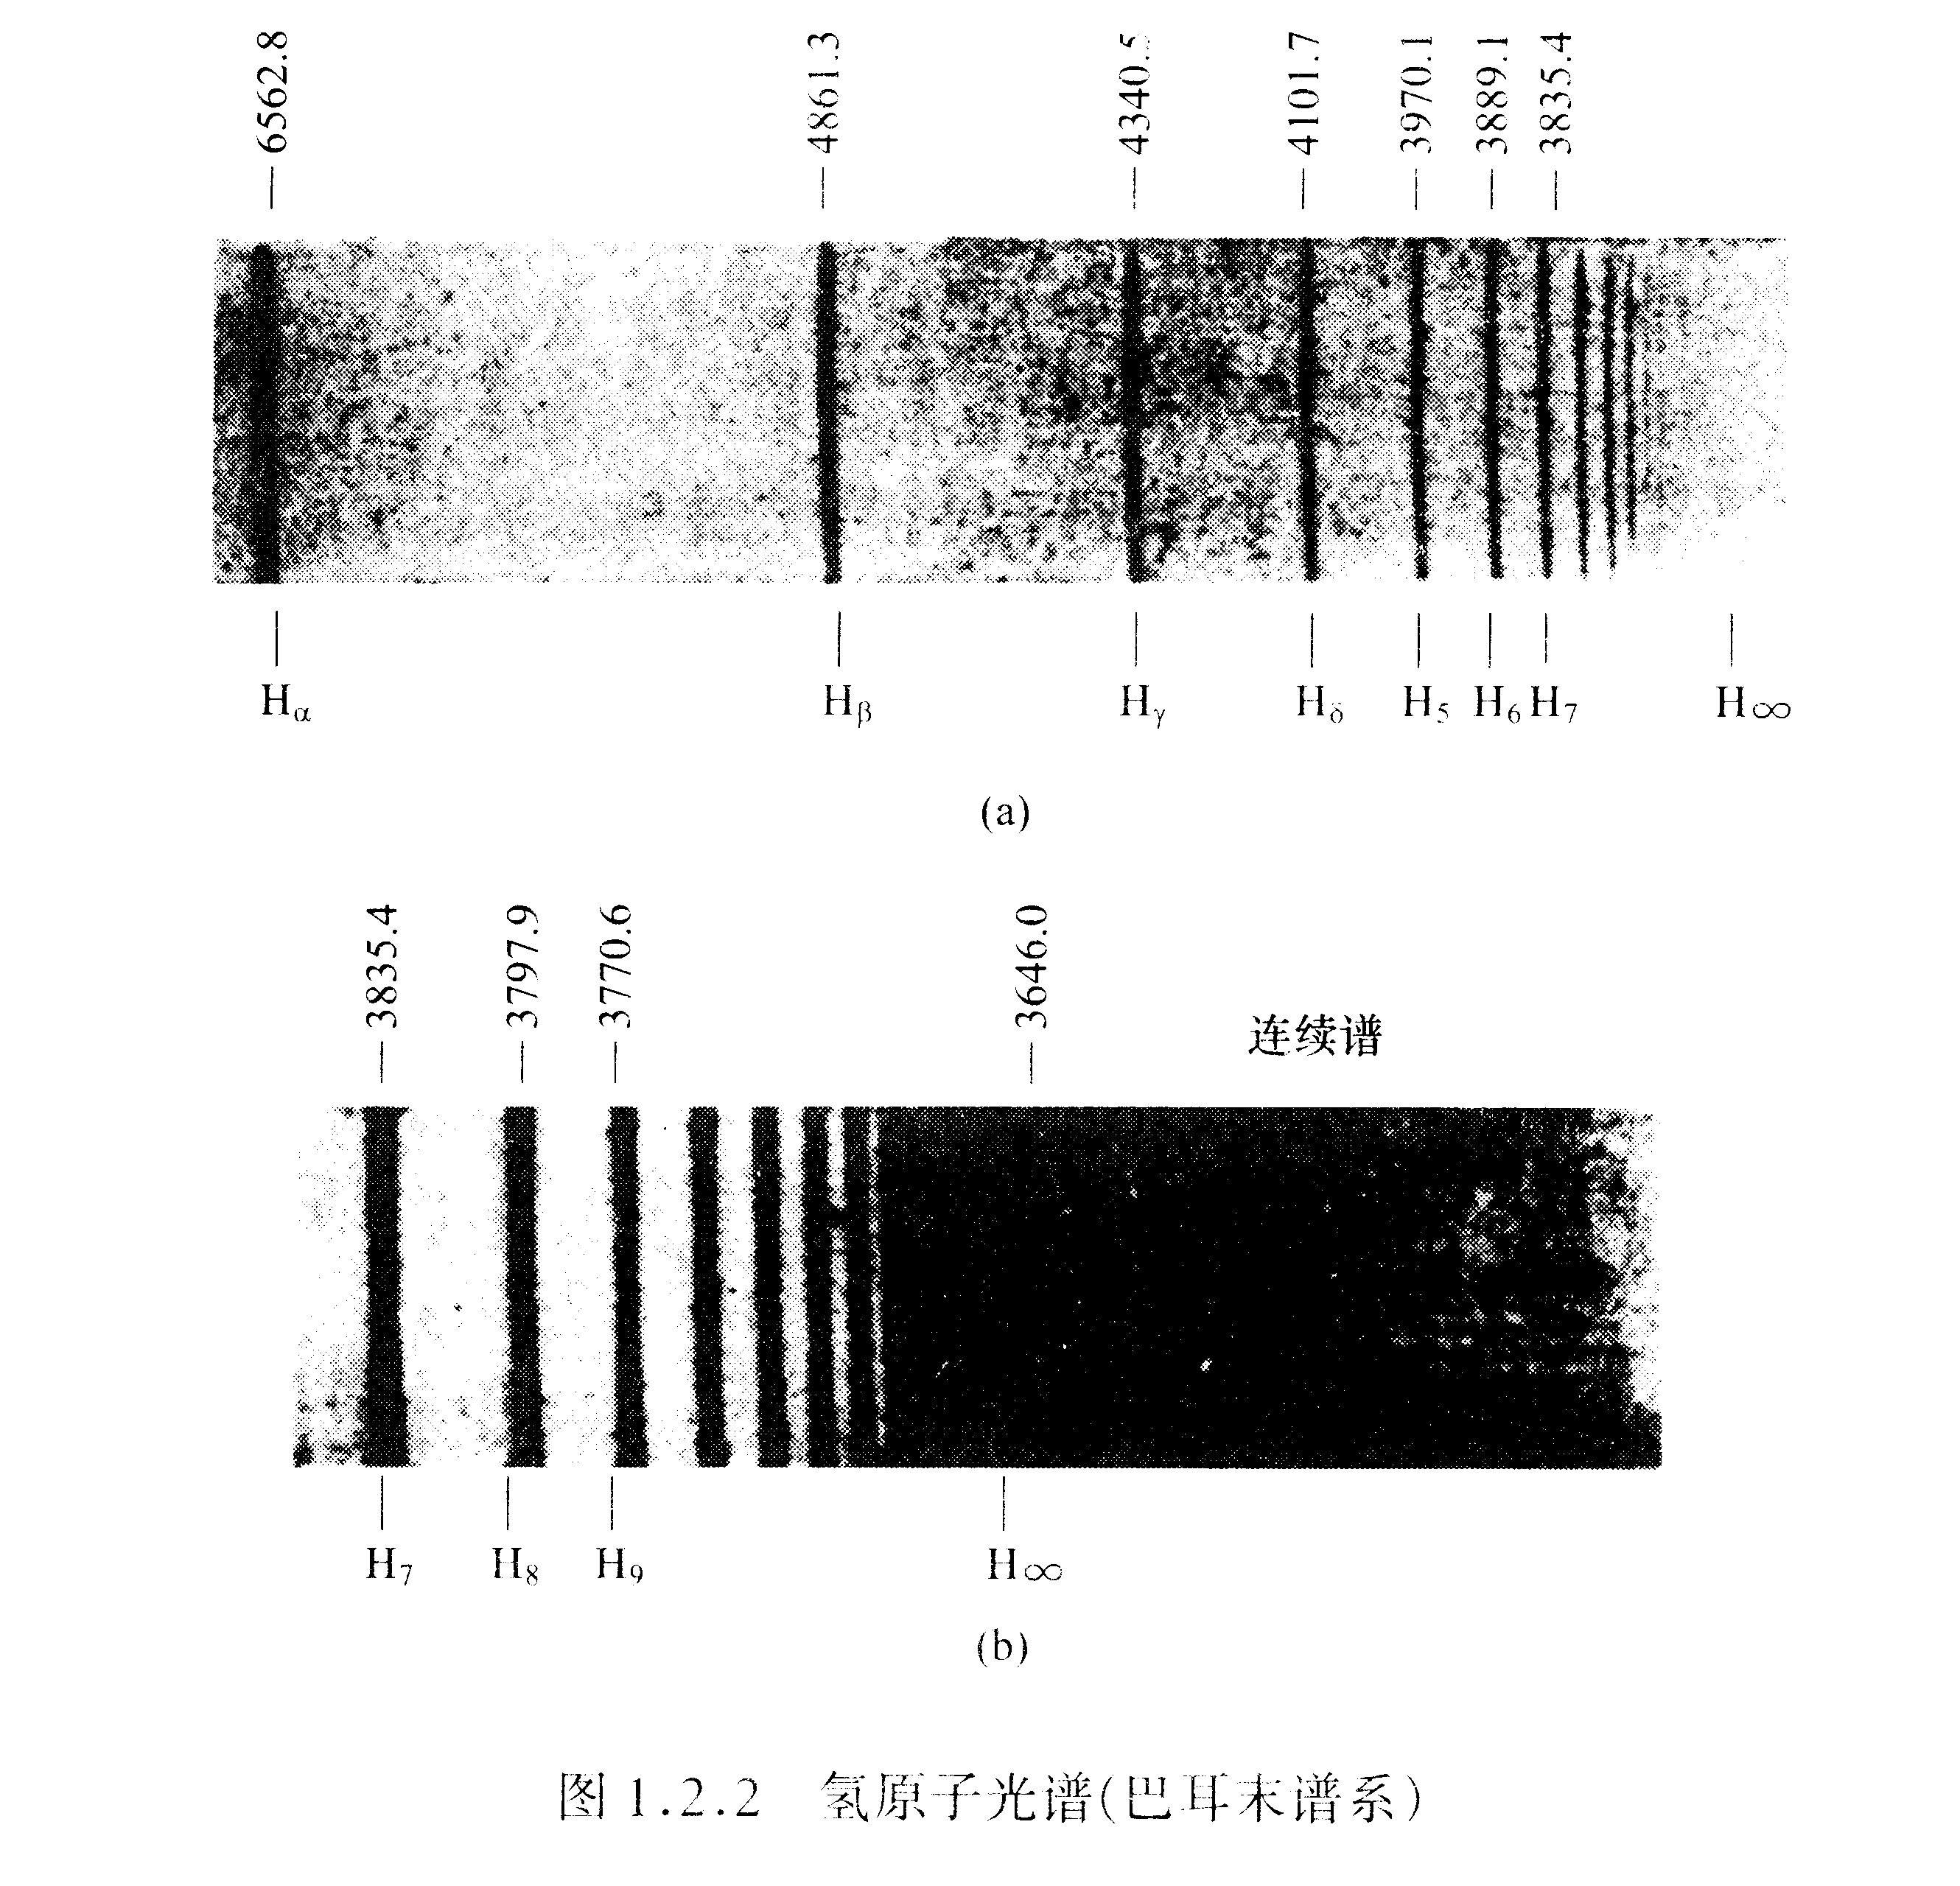 6562.8 4861.3 4340.5 4101.7 3970.1 3889.1 3835.4
Hα Hβ Hγ Hδ H5 H6 H7 H∞
(a)
3835.4 3797.9 3770.6 3646.0 连续谱
H7 H8 H9 H∞
(b)
图 1.2.2 氢原子光谱(巴耳末谱系)